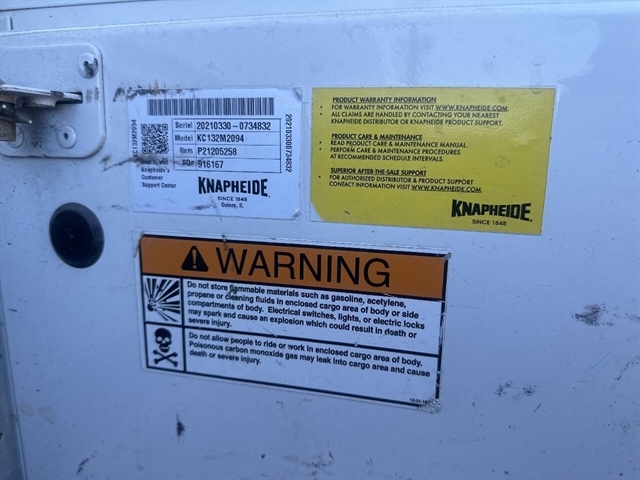 Serial 20210330-0734832
Model KC132M2094
Item P21205258
SO# 916167
Knapheide's
Customer
Support Center
KNAPHEIDE
SINCE 1848
Quincy, IL
KC132M2094
202103300734832
PRODUCT WARRANTY INFORMATION
• FOR WARRANTY INFORMATION VISIT WWW.KNAPHEIDE.COM.
ALL CLAIMS ARE HANDLED BY CONTACTING YOUR NEAREST
KNAPHEIDE DISTRIBUTOR OR KNAPHEIDE PRODUCT SUPPORT.
PRODUCT CARE & MAINTENANCE
READ PRODUCT CARE & MAINTENANCE MANUAL.
PERFORM CARE & MAINTENANCE PROCEDURES
AT RECOMMENDED SCHEDULE INTERVALS.
SUPERIOR AFTER-THE-SALE SUPPORT
FOR AUTHORIZED DISTRIBUTOR & PRODUCT SUPPORT
CONTACT INFORMATION VISIT WWW.KNAPHEIDE.COM
KNAPHEIDE
SINCE 1848
WARNING
Do not store flammable materials such as gasoline, acetylene,
propane or cleaning fluids in enclosed cargo area of body or side
compartments of body. Electrical switches, lights, or electric locks
may spark and cause an explosion which could result in death or
severe injury.
Do not allow people to ride or work in enclosed cargo area of body.
Poisonous carbon monoxide gas may leak into cargo area and cause
death or severe injury.